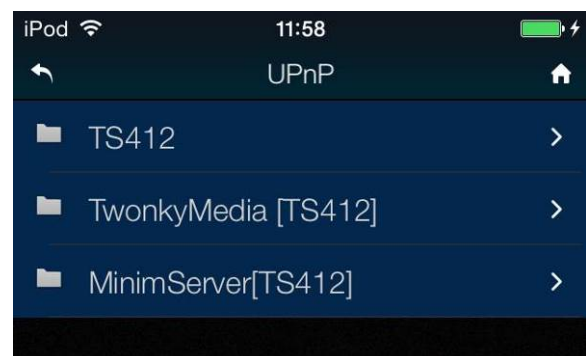 iPod 11:58
UPnP
TS412
TwonkyMedia [TS412]
MinimServer[TS412]